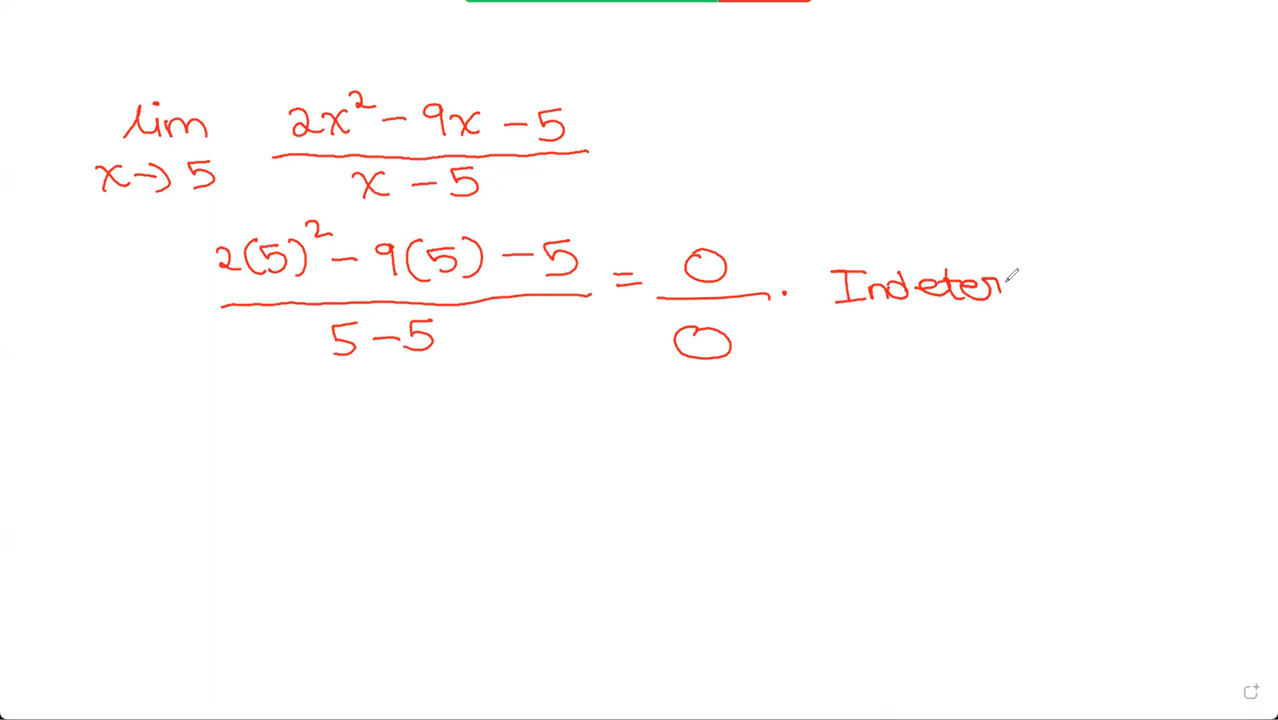 lim 2x² - 9x - 5
x → 5 x - 5
2(5)² - 9(5) - 5 = 0 . Indeter
5 - 5 0